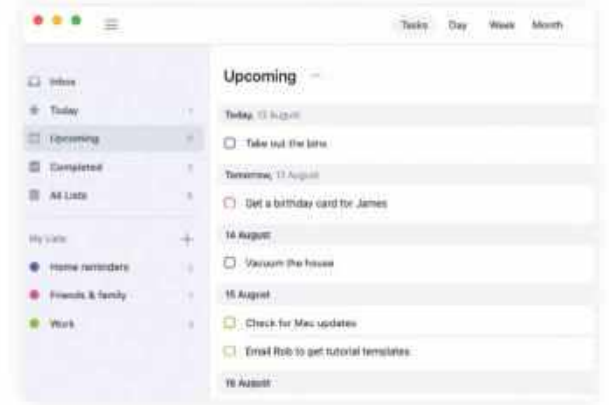 Tasks Day Week Month
Inbox
Today
Upcoming
Completed
All Lists
My Lists
Home reminders
Friends & family
Work
Upcoming
Today, August
Take out the bins
Tomorrow, 13 August
Get a birthday card for James
14 August
Vacuum the house
15 August
Check for Mac updates
Email Rob to get tutorial templates
16 August